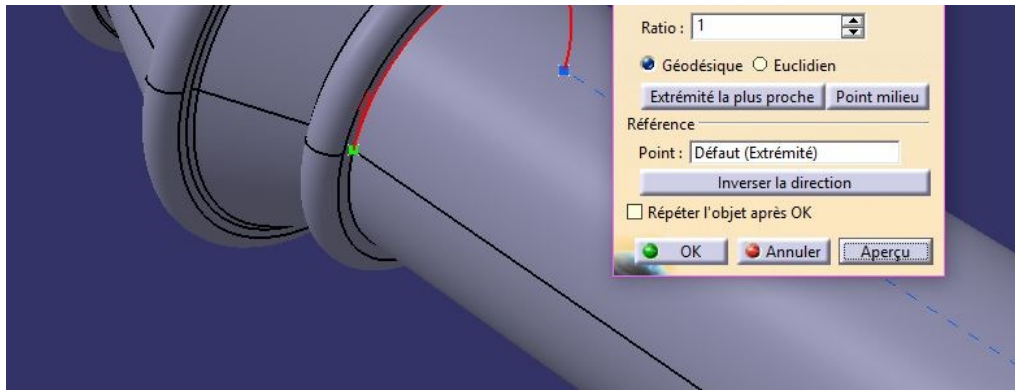 Ratio : 1
Géodésique Euclidien
Extrémité la plus proche Point milieu
Référence
Point : Défaut (Extrémité)
Inverser la direction
Répéter l'objet après OK
OK Annuler Aperçu